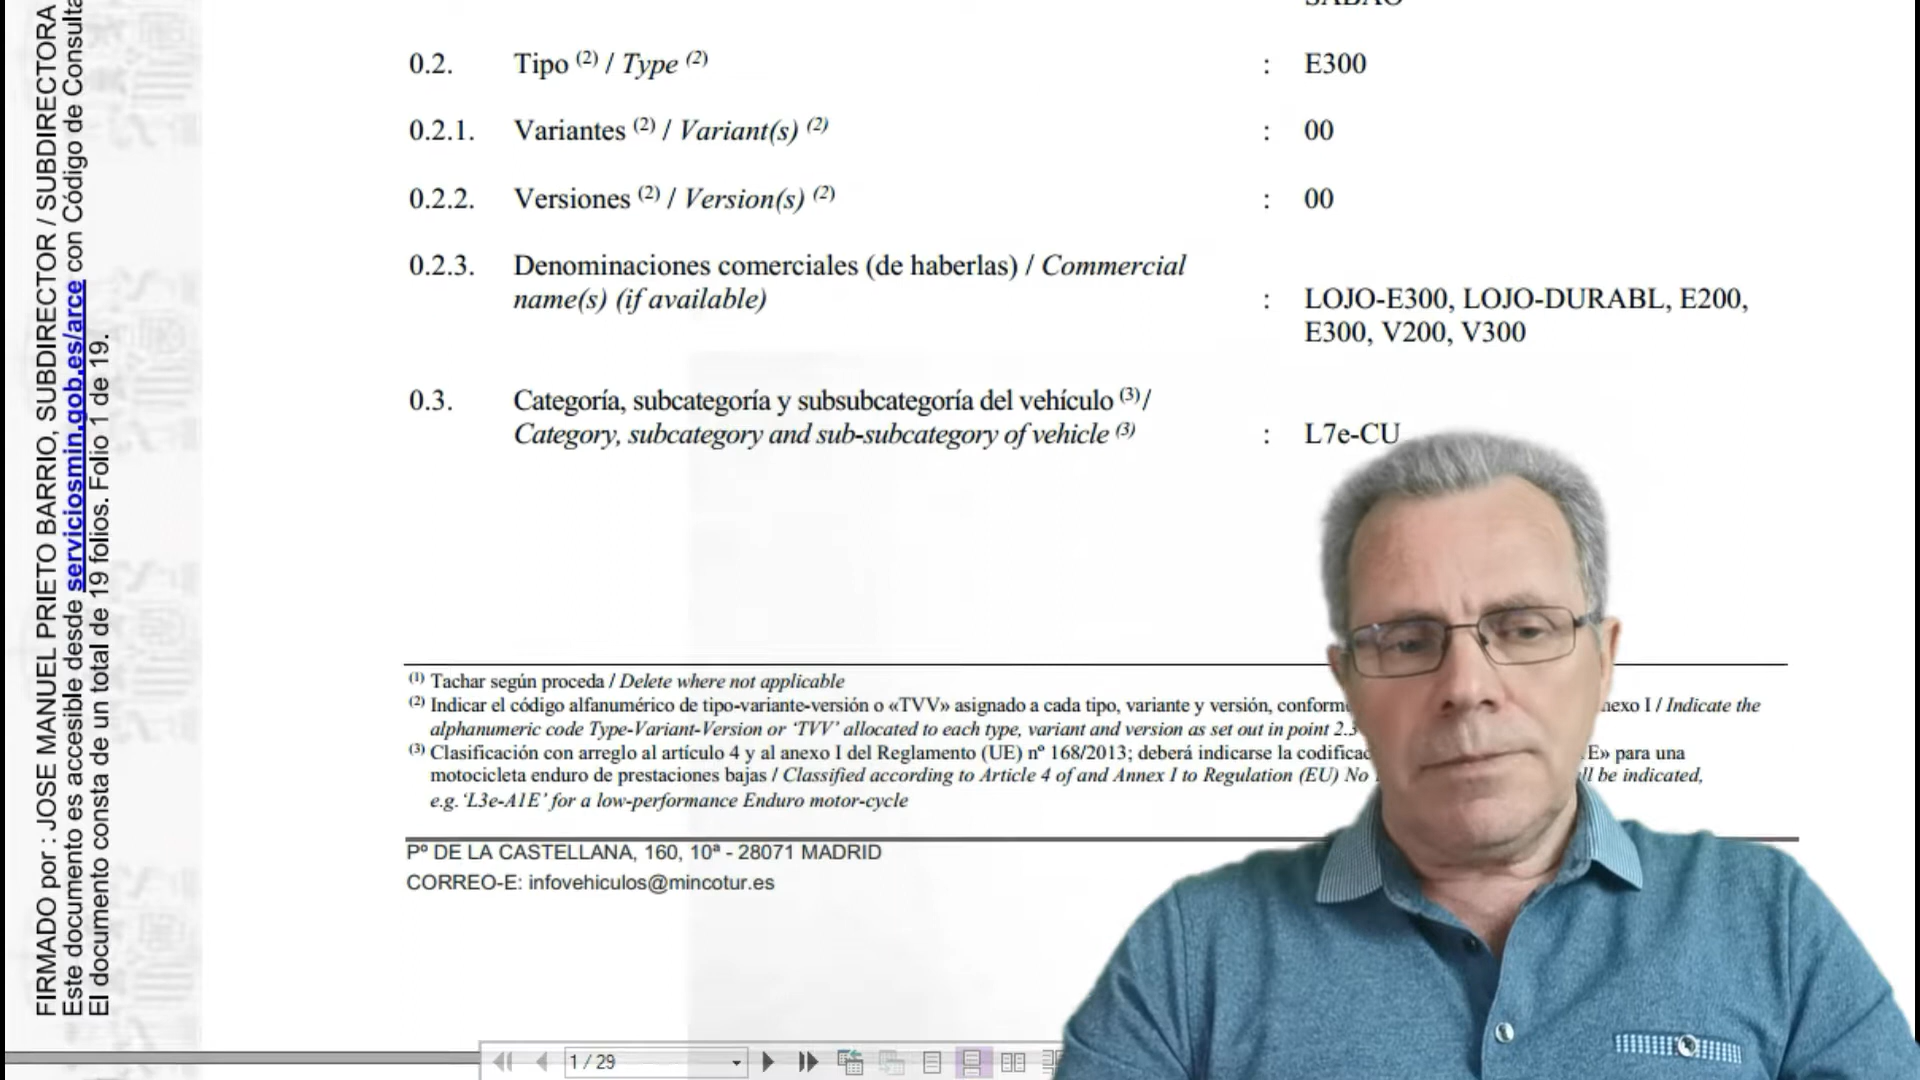 FIRMADO por : JOSE MANUEL PRIETO BARRIO, SUBDIRECTOR / SUBDIRECTORA
Este documento es accesible desde serviciosmin.gob.es/arce con Código de Consulta
El documento consta de un total de 19 folios. Folio 1 de 19.
0.2. Tipo (2) / Type (2) : E300
0.2.1. Variantes (2) / Variant(s) (2) : 00
0.2.2. Versiones (2) / Version(s) (2) : 00
0.2.3. Denominaciones comerciales (de haberlas) / Commercial
name(s) (if available) : LOJO-E300, LOJO-DURABL, E200,
E300, V200, V300
0.3. Categoría, subcategoría y subsubcategoría del vehículo (3)/
Category, subcategory and sub-subcategory of vehicle (3) : L7e-CU
(1) Tachar según proceda / Delete where not applicable
(2) Indicar el código alfanumérico de tipo-variante-versión o «TVV» asignado a cada tipo, variante y versión, / Indicate the
alphanumeric code Type-Variant-Version or ‘TVV’ allocated to each type, variant and version as set out in point 2.3
(3) Clasificación con arreglo al artículo 4 y al anexo I del Reglamento (UE) nº 168/2013; deberá indicarse la E» para una
motocicleta enduro de prestaciones bajas / Classified according to Article 4 of and Annex I to Regulation (EU) No be indicated,
e.g. ‘L3e-A1E’ for a low-performance Enduro motor-cycle
Pº DE LA CASTELLANA, 160, 10ª - 28071 MADRID
CORREO-E: infovehiculos@mincotur.es
1 / 29